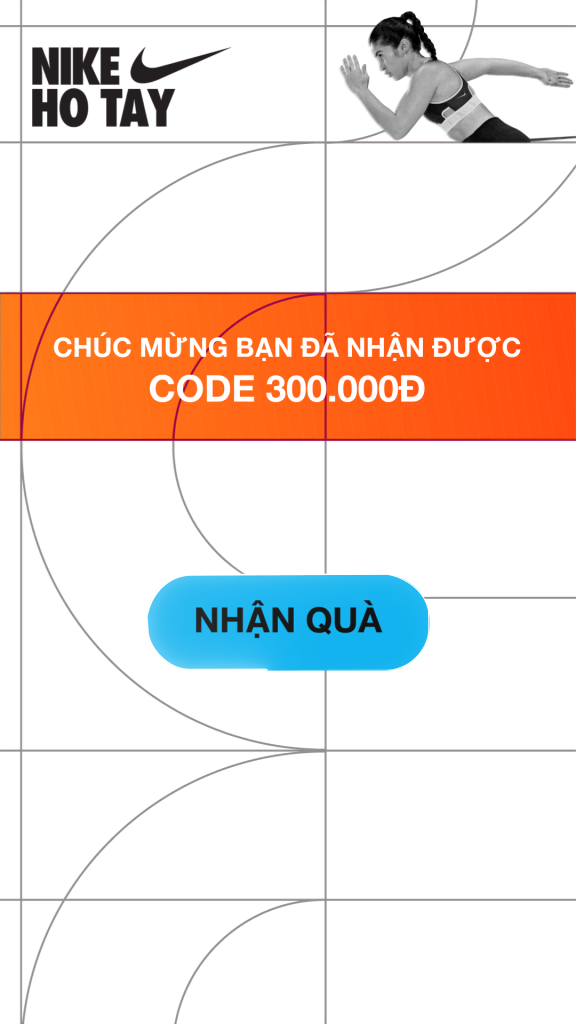 NIKE
HO TAY
CHÚC MỪNG BẠN ĐÃ NHẬN ĐƯỢC
CODE 300.000Đ
NHẬN QUÀ